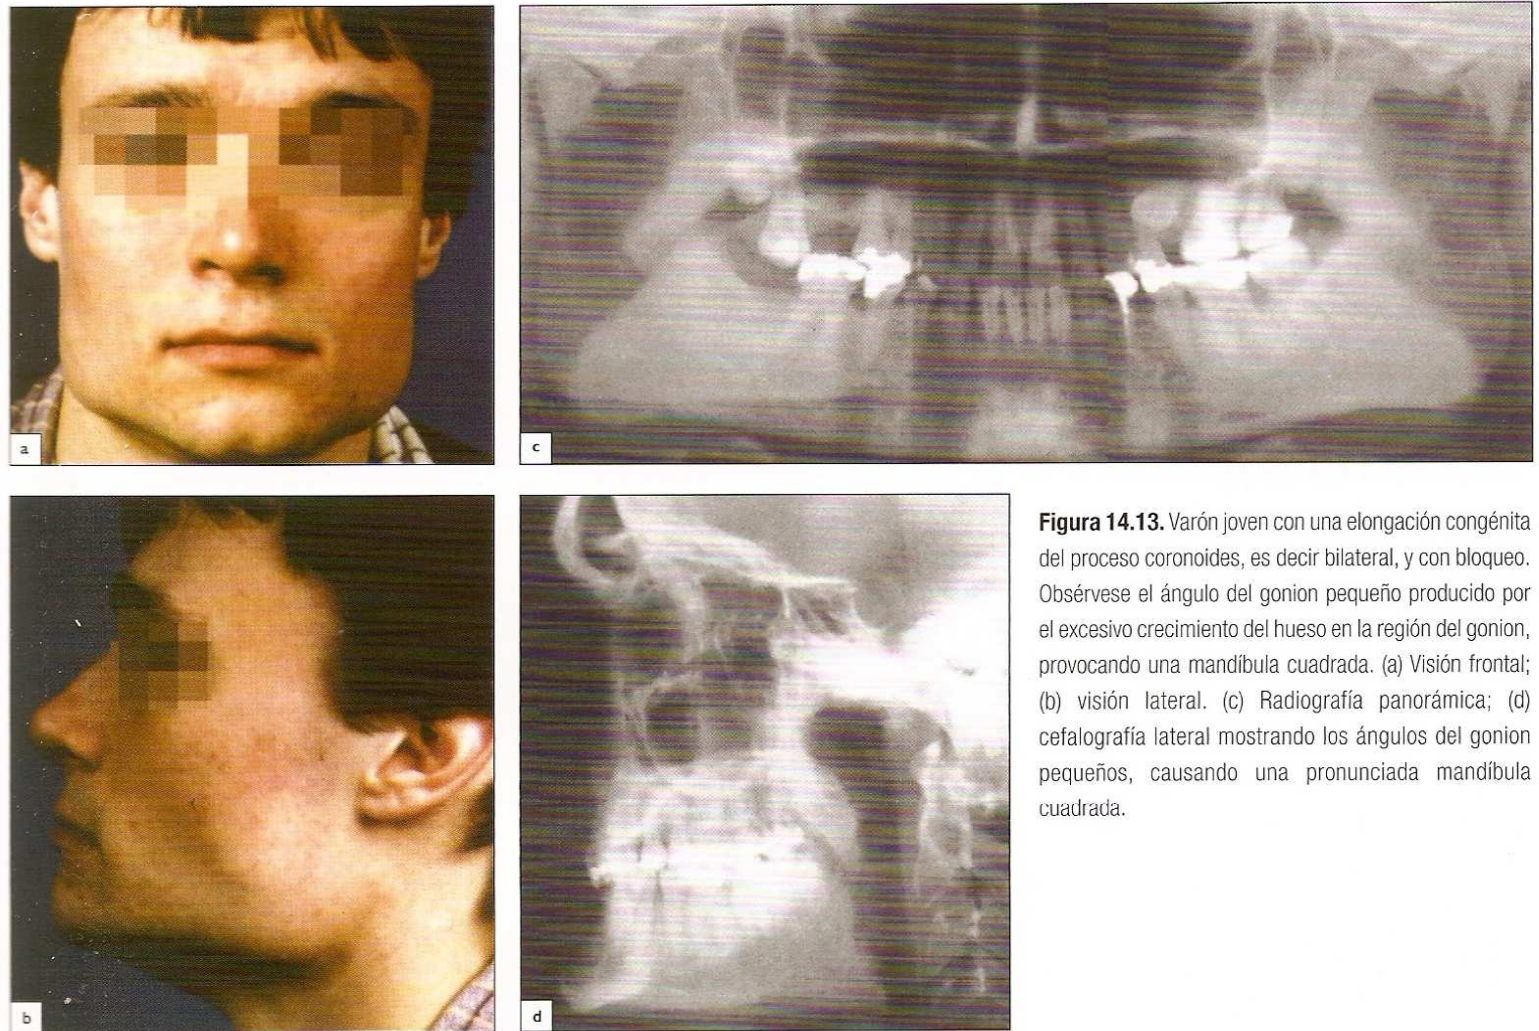 a
c
b
d
Figura 14.13. Varón joven con una elongación congénita
del proceso coronoides, es decir bilateral, y con bloqueo.
Obsérvese el ángulo del gonion pequeño producido por
el excesivo crecimiento del hueso en la región del gonion,
provocando una mandíbula cuadrada. (a) Visión frontal;
(b) visión lateral. (c) Radiografía panorámica; (d)
cefalografía lateral mostrando los ángulos del gonion
pequeños, causando una pronunciada mandíbula
cuadrada.